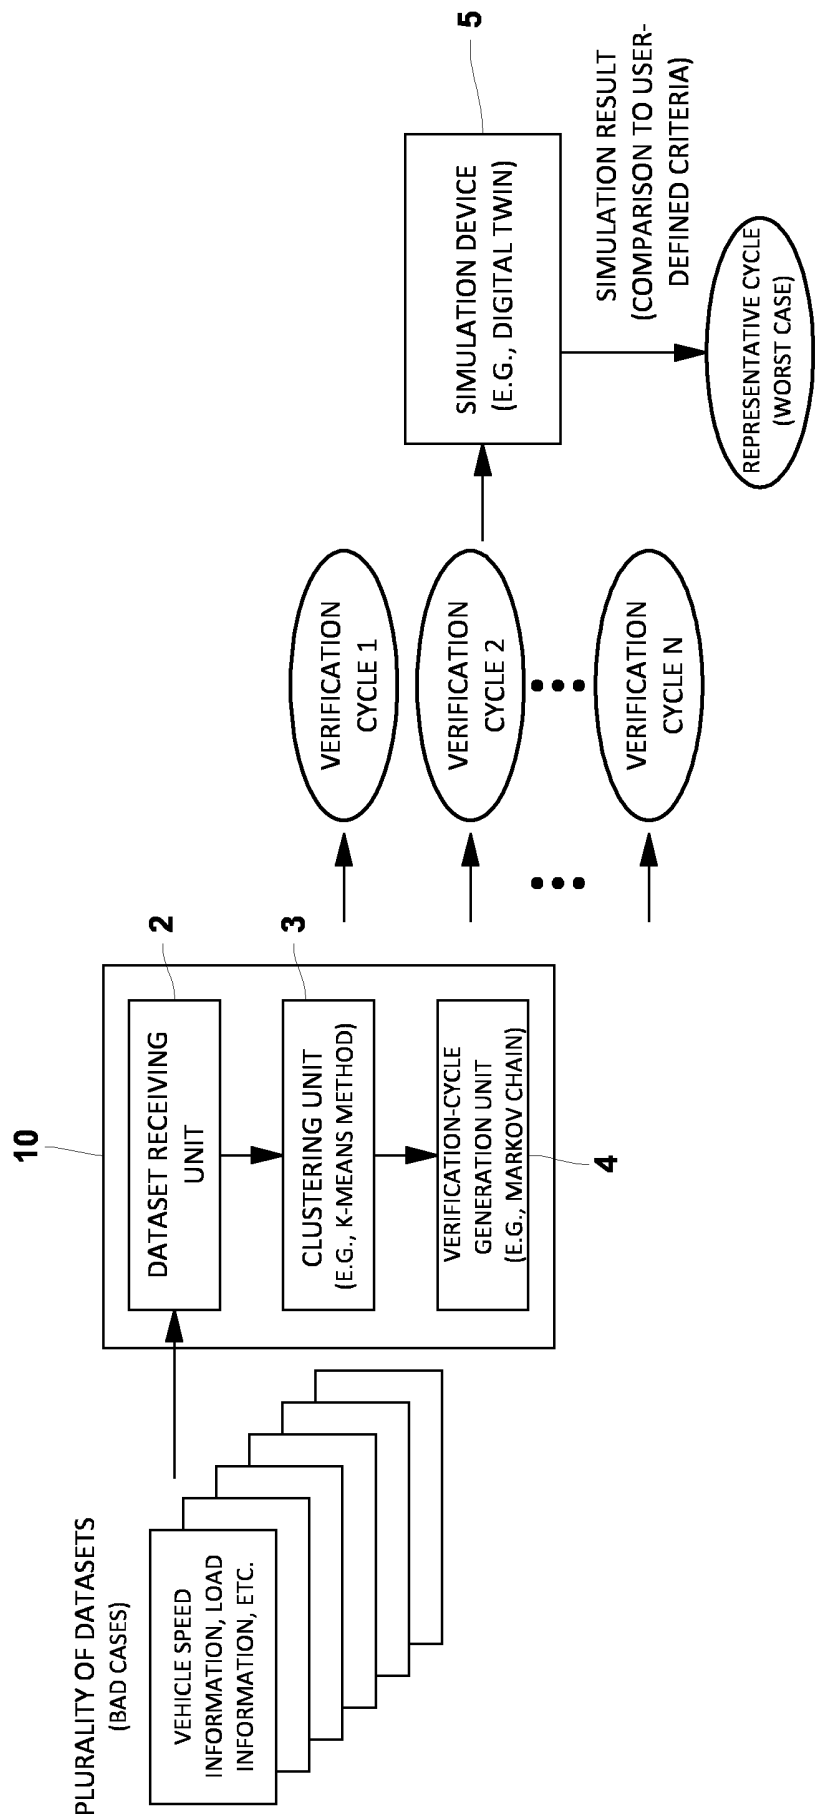 PLURALITY OF DATASETS
(BAD CASES)
VEHICLE SPEED
INFORMATION, LOAD
INFORMATION, ETC.
10
DATASET RECEIVING
UNIT
2
CLUSTERING UNIT
(E.G., K-MEANS METHOD)
3
VERIFICATION-CYCLE
GENERATION UNIT
(E.G., MARKOV CHAIN)
4
VERIFICATION
CYCLE 1
VERIFICATION
CYCLE 2
VERIFICATION
CYCLE N
SIMULATION DEVICE
(E.G., DIGITAL TWIN)
5
SIMULATION RESULT
(COMPARISON TO USER-
DEFINED CRITERIA)
REPRESENTATIVE CYCLE
(WORST CASE)